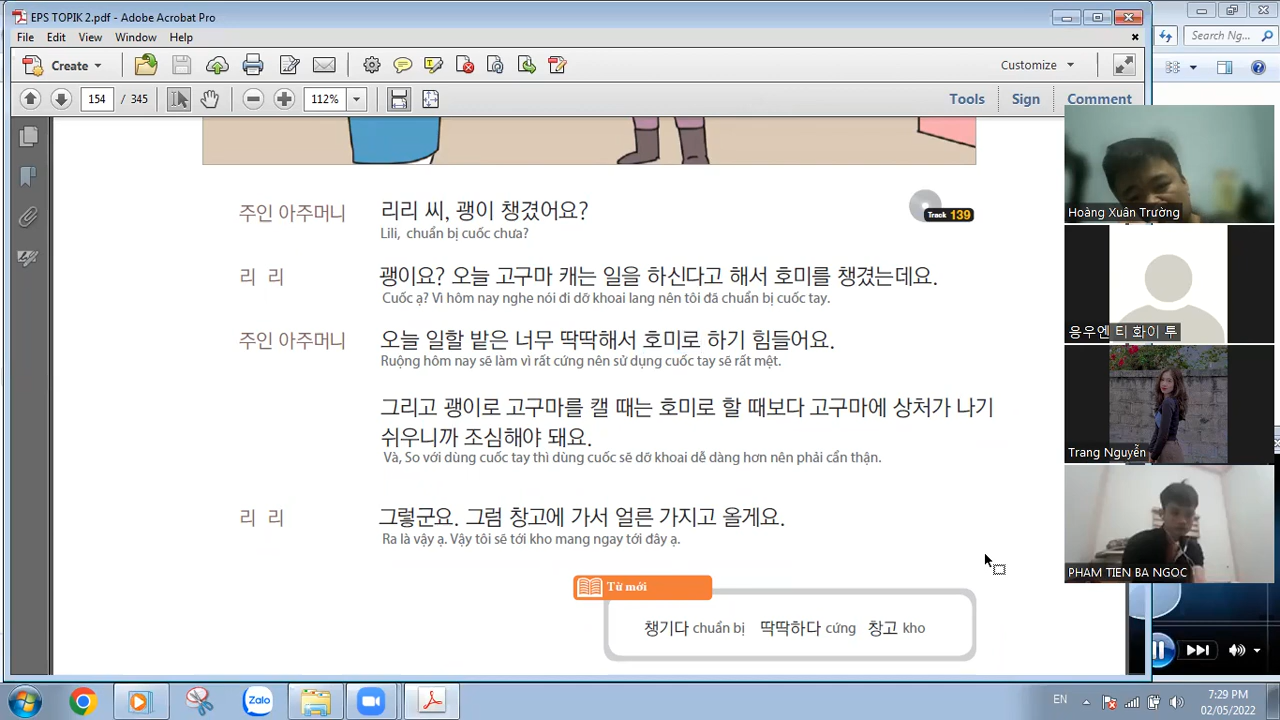 EPS TOPIK 2.pdf - Adobe Acrobat Pro
Search Ng...
File Edit View Window Help
Create
Customize
154 / 345
112%
Tools Sign Comment
주인 아주머니 리리 씨, 괭이 챙겼어요?
Track 139
Lili, chuẩn bị cuốc chưa?
리 리 괭이요? 오늘 고구마 캐는 일을 하신다고 해서 호미를 챙겼는데요.
Cuốc ạ? Vì hôm nay nghe nói đi dỡ khoai lang nên tôi đã chuẩn bị cuốc tay.
주인 아주머니 오늘 일할 밭은 너무 딱딱해서 호미로 하기 힘들어요.
Ruộng hôm nay sẽ làm vì rất cứng nên sử dụng cuốc tay sẽ rất mệt.
그리고 괭이로 고구마를 캘 때는 호미로 할 때보다 고구마에 상처가 나기
쉬우니까 조심해야 돼요.
Và, So với dùng cuốc tay thì dùng cuốc sẽ dỡ khoai dễ dàng hơn nên phải cẩn thận.
리 리 그렇군요. 그럼 창고에 가서 얼른 가지고 올게요.
Ra là vậy ạ. Vậy tôi sẽ tới kho mang ngay tới đây ạ.
Từ mới
챙기다 chuẩn bị 딱딱하다 cứng 창고 kho
Hoàng Xuân Trường
응우옌 티 화이 투
Trang Nguyễn
PHAM TIEN BA NGOC
Zalo
EN
7:29 PM
02/05/2022